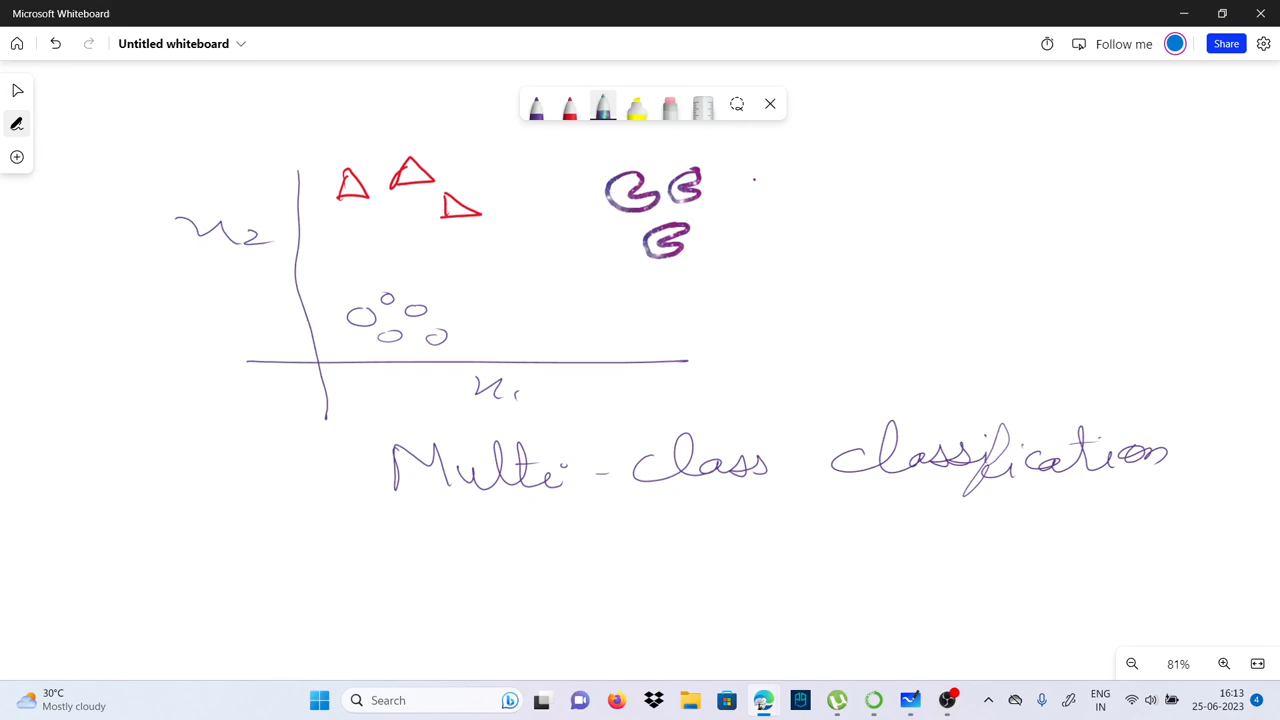 Microsoft Whiteboard
Untitled whiteboard
Follow me
Share
x2
x1
Multi-class classification
81%
30°C
Mostly cloudy
Search
ENG
IN
16:13
25-06-2023
4